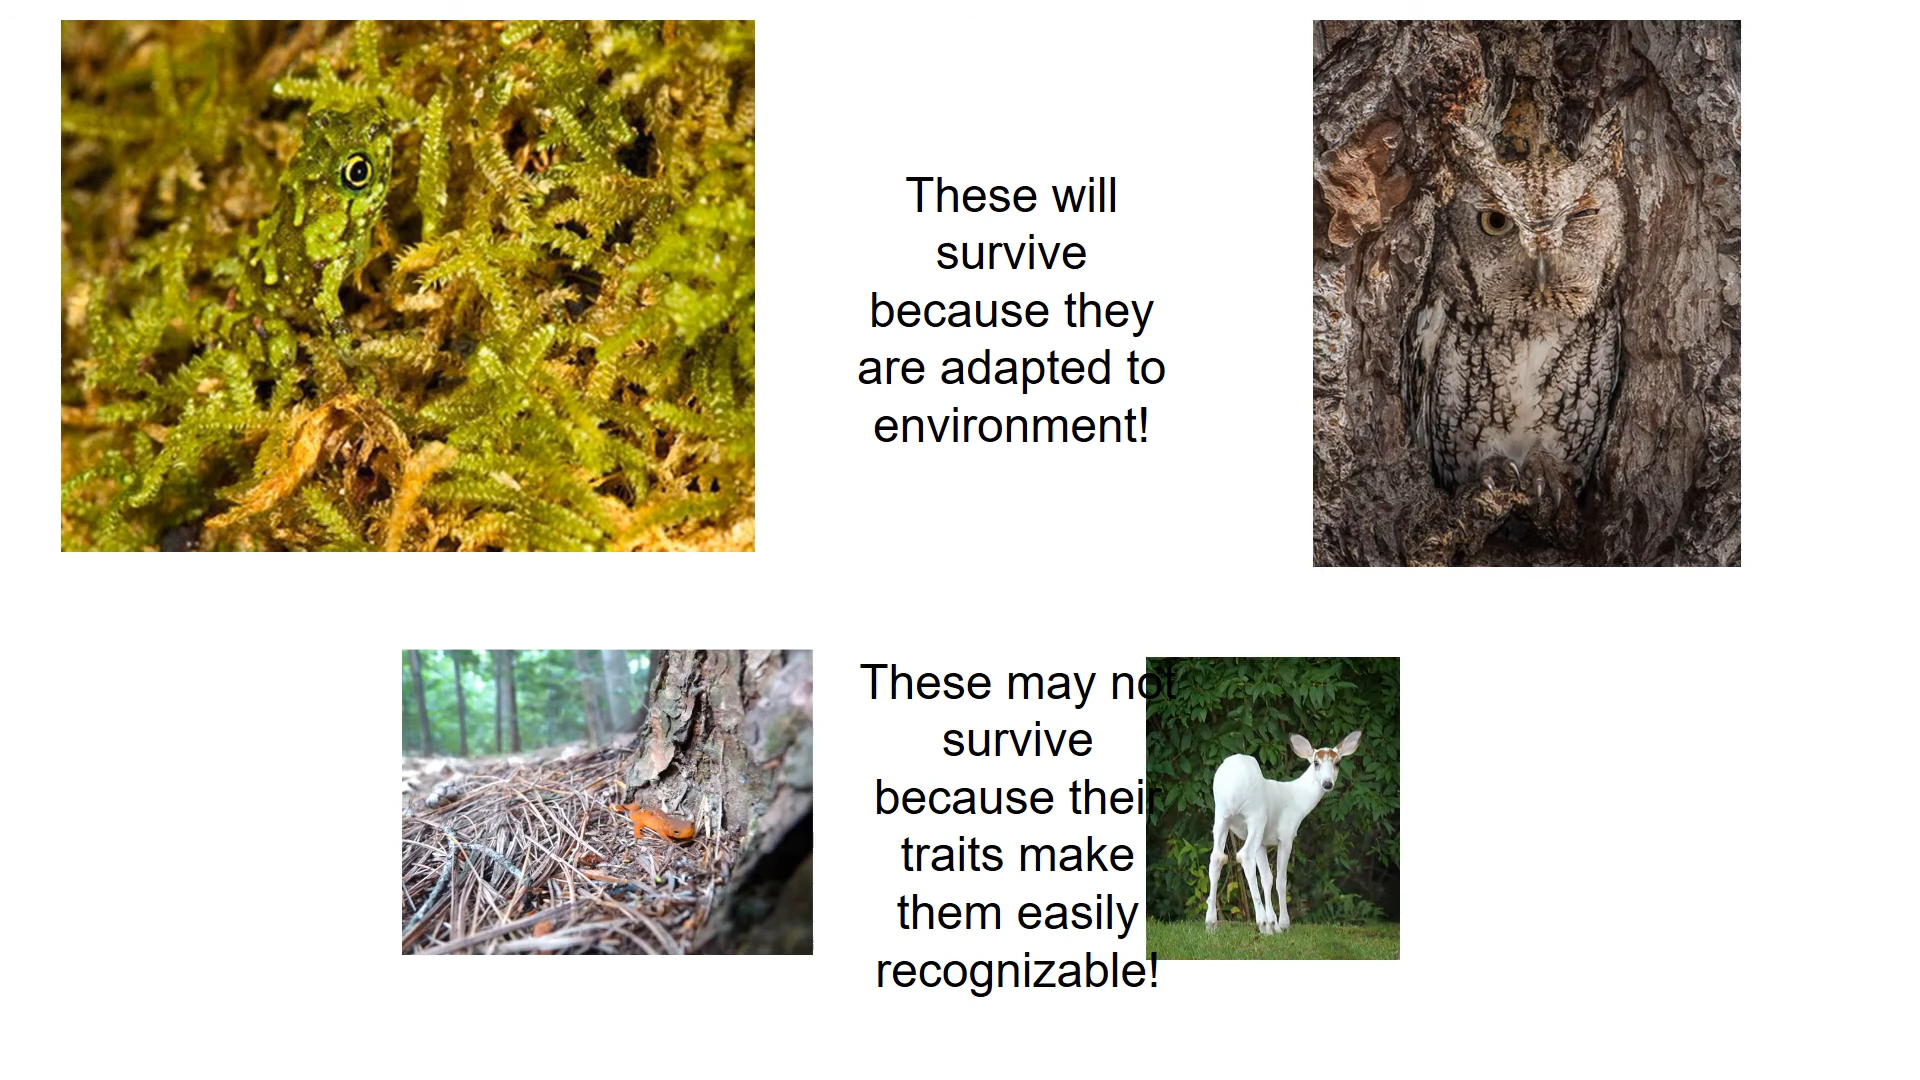 These will
survive
because they
are adapted to
environment!
These may not
survive
because their
traits make
them easily
recognizable!